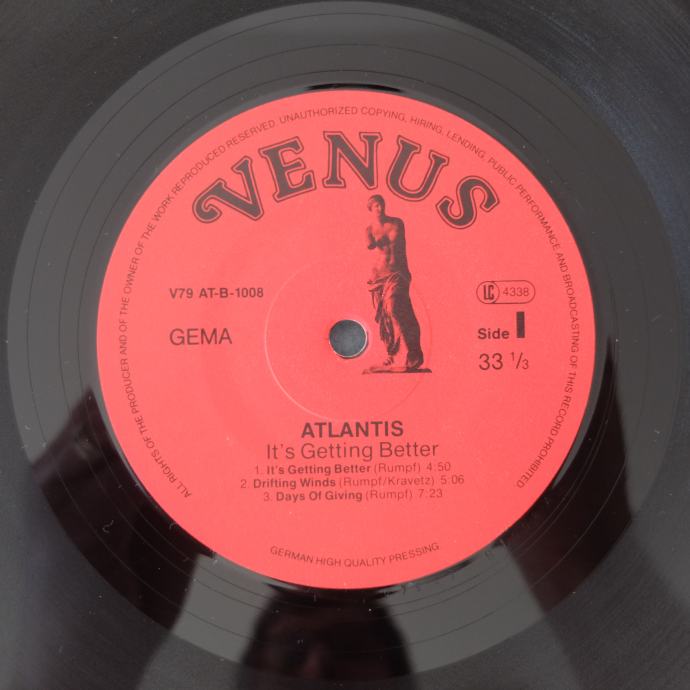 ALL RIGHTS OF THE PRODUCER AND OF THE OWNER OF THE WORK REPRODUCED RESERVED. UNAUTHORIZED COPYING, HIRING, LENDING, PUBLIC PERFORMANCE AND BROADCASTING OF THIS RECORD PROHIBITED
VENUS
V79 AT-B-1008
LC 4338
GEMA
Side I
33 1/3
ATLANTIS
It's Getting Better
1. It's Getting Better (Rumpf) 4:50
2. Drifting Winds (Rumpf/Kravetz) 5:06
3. Days Of Giving (Rumpf) 7:23
GERMAN HIGH QUALITY PRESSING